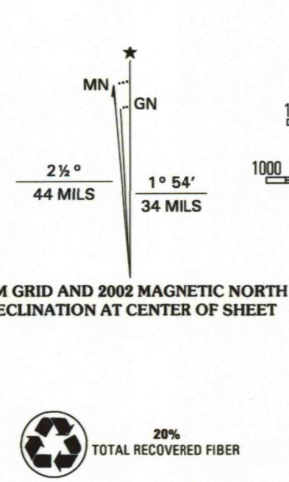 ★
MN
GN
2½°
44 MILS
1° 54′
34 MILS
1000
M GRID AND 2002 MAGNETIC NORTH
ECLINATION AT CENTER OF SHEET
20%
TOTAL RECOVERED FIBER